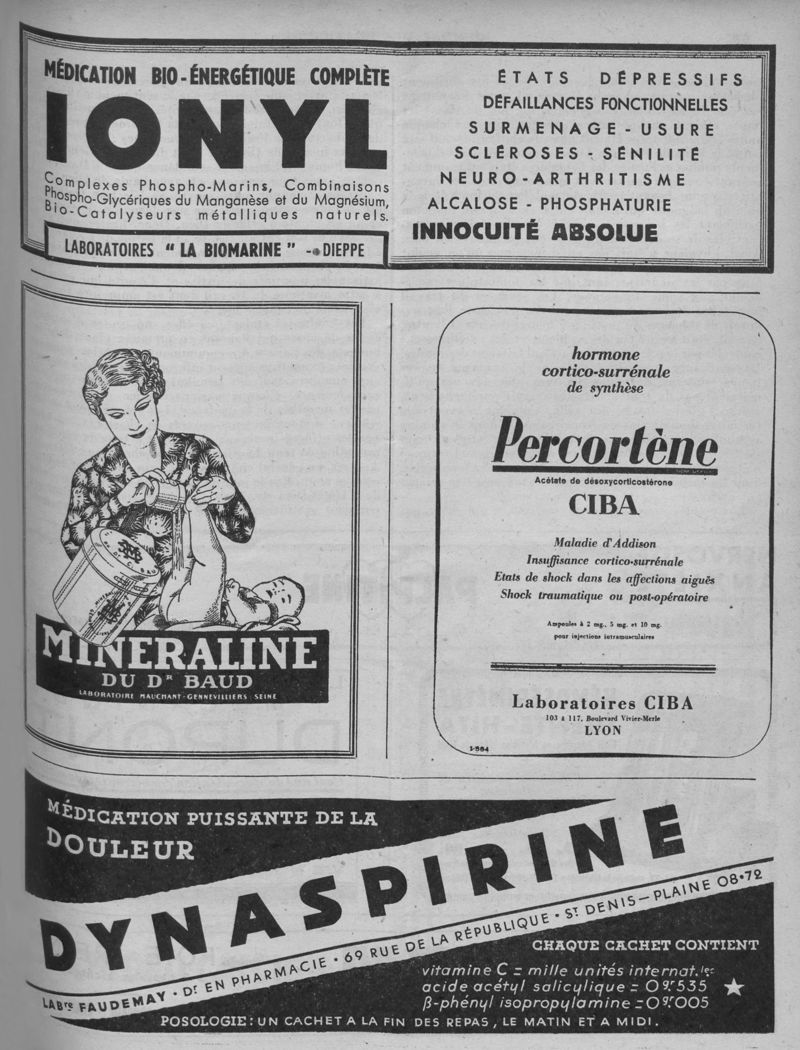 MÉDICATION BIO-ÉNERGÉTIQUE COMPLÈTE
IONYL
Complexes Phospho-Marins, Combinaisons
Phospho-Glycériques du Manganèse et du Magnésium,
Bio-Catalyseurs métalliques naturels.
LABORATOIRES "LA BIOMARINE" - DIEPPE
ÉTATS DÉPRESSIFS
DÉFAILLANCES FONCTIONNELLES
SURMENAGE - USURE
SCLÉROSES - SÉNILITÉ
NEURO-ARTHRITISME
ALCALOSE - PHOSPHATURIE
INNOCUITÉ ABSOLUE
MINERALINE
DU DR BAUD
LABORATOIRE MAUCHANT-GENNEVILLIERS SEINE
hormone
cortico-surrénale
de synthèse
Percortène
Acétate de désoxycorticostérone
CIBA
Maladie d'Addison
Insuffisance cortico-surrénale
Etats de shock dans les affections aiguës
Shock traumatique ou post-opératoire
Ampoules à 2 mg., 5 mg. et 10 mg.
pour injections intramusculaires
Laboratoires CIBA
103 à 117, Boulevard Vivier-Merle
LYON
1-584
MÉDICATION PUISSANTE DE LA
DOULEUR
DYNASPIRINE
LABres FAUDEMAY • Dr EN PHARMACIE • 69 RUE DE LA RÉPUBLIQUE • ST DENIS — PLAINE 08•72
CHAQUE CACHET CONTIENT
vitamine C = mille unités internat.les
acide acétyl salicylique = 0gr535
β-phényl isopropylamine = 0gr005
POSOLOGIE : UN CACHET A LA FIN DES REPAS, LE MATIN ET A MIDI.